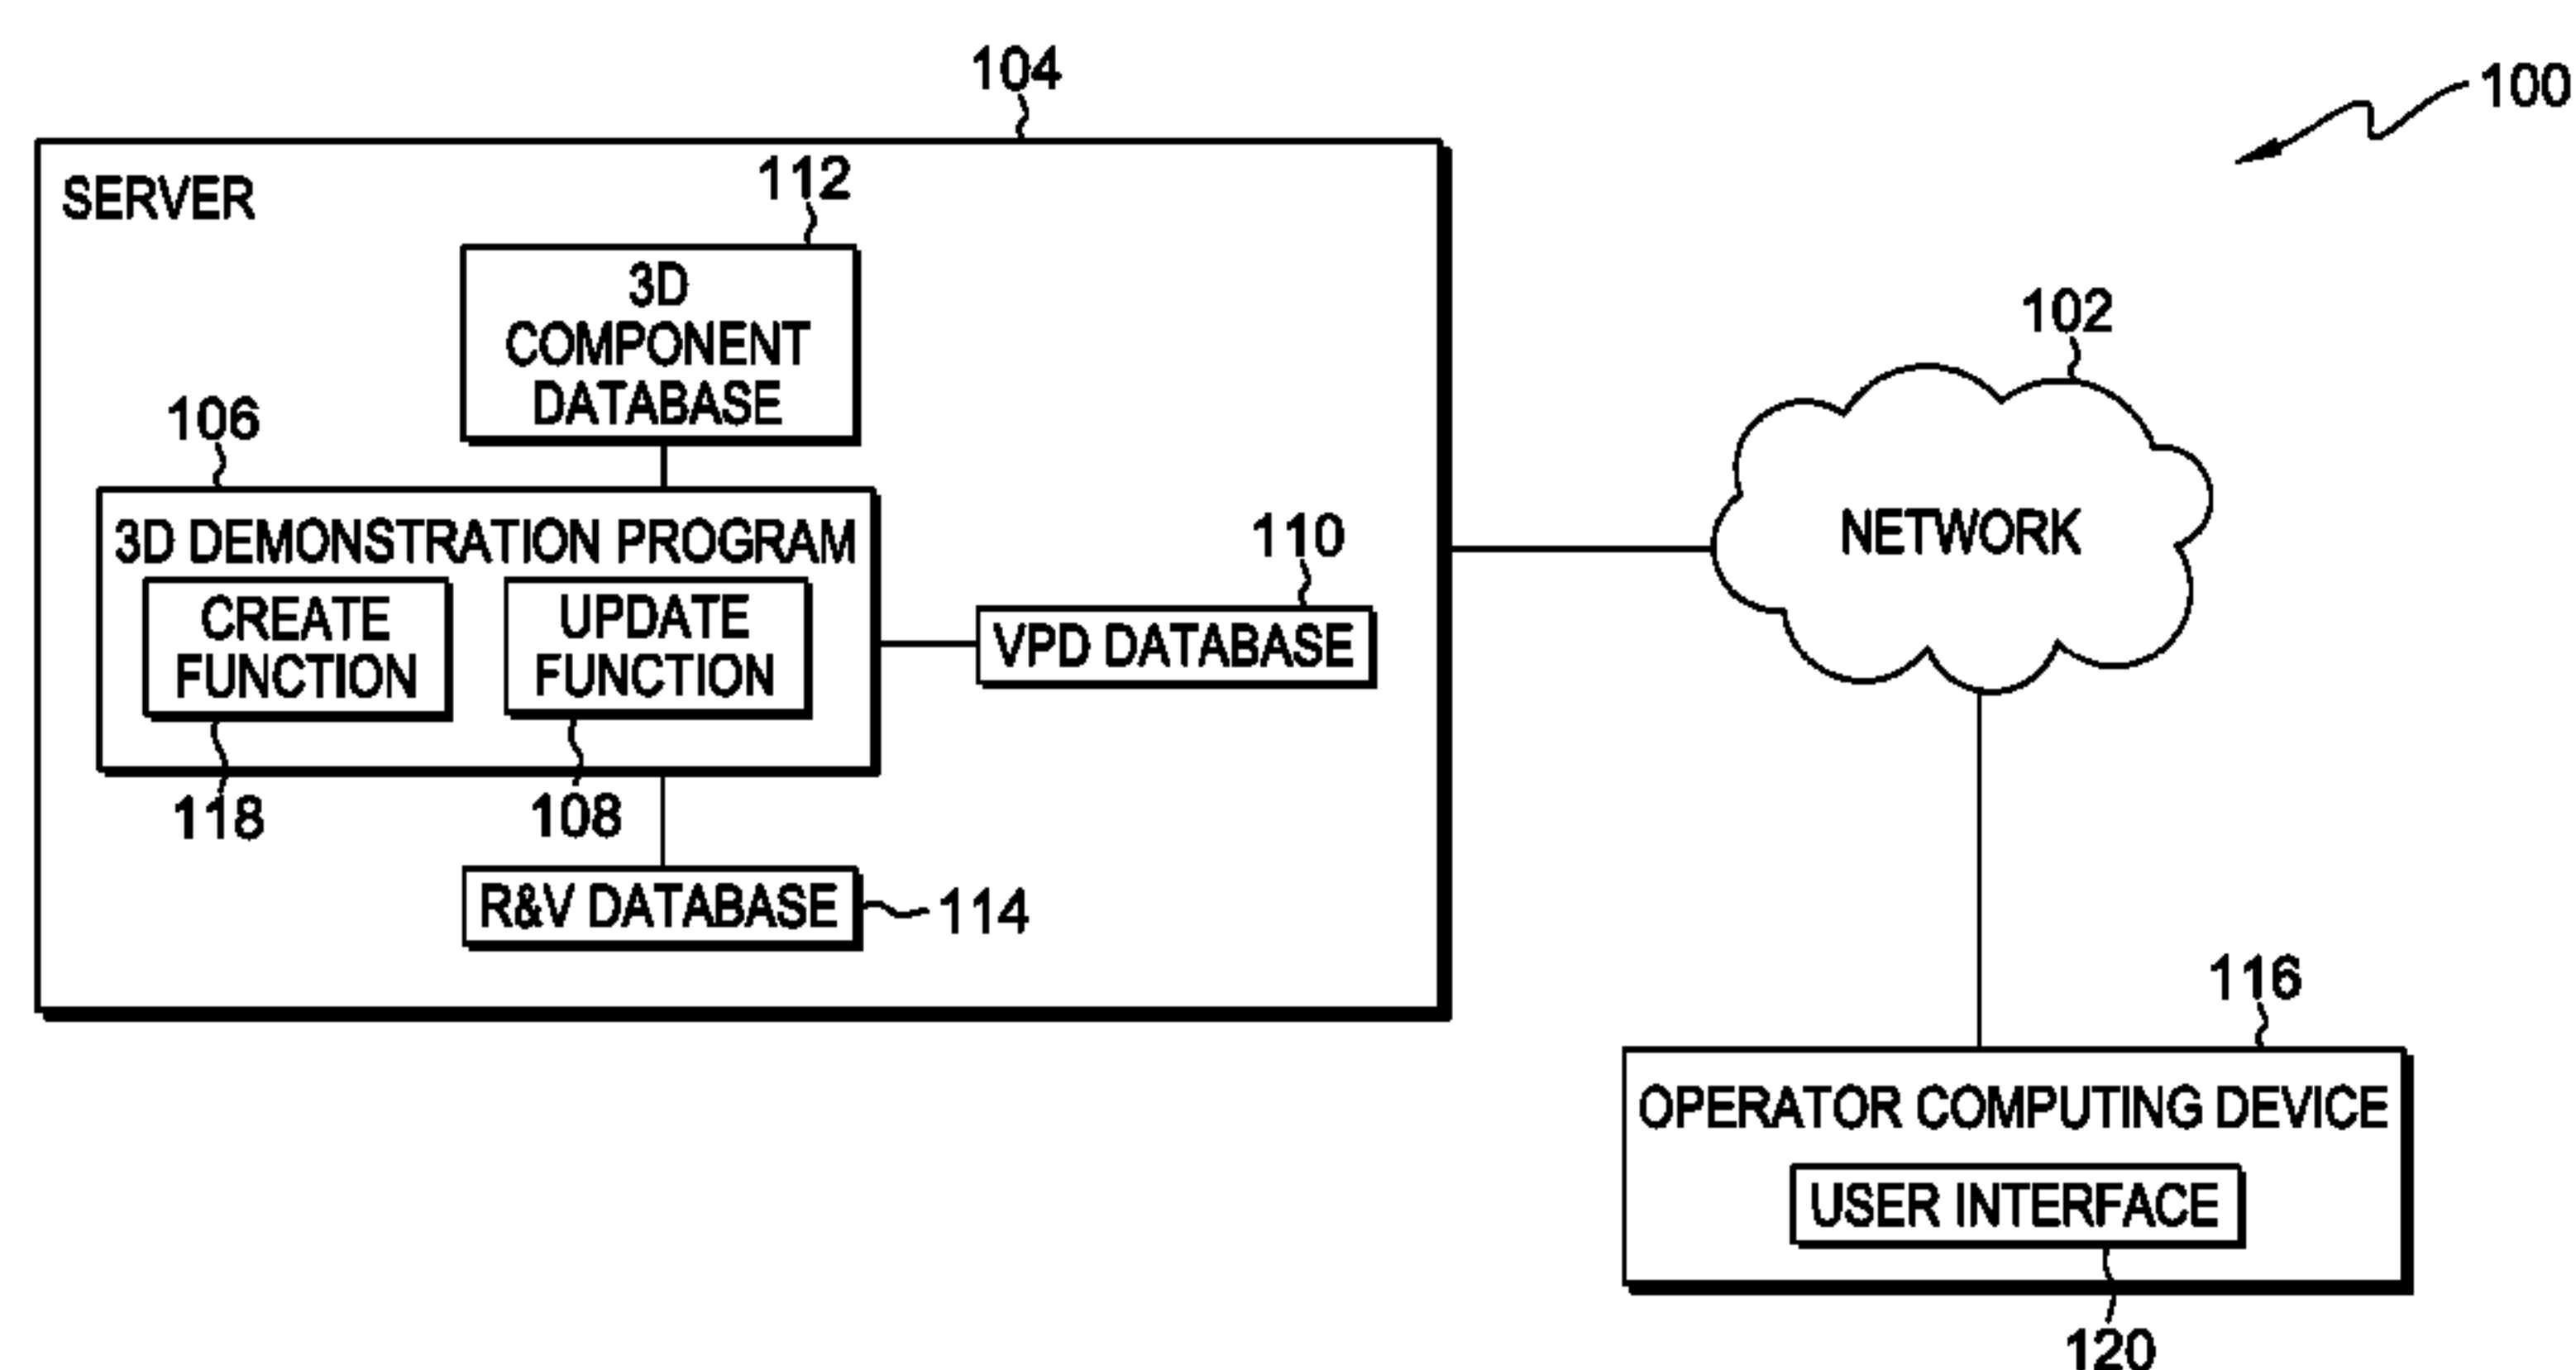 104
100
SERVER
112
3D
COMPONENT
DATABASE
102
106
3D DEMONSTRATION PROGRAM
CREATE
FUNCTION
UPDATE
FUNCTION
110
VPD DATABASE
NETWORK
118
108
R&V DATABASE
114
116
OPERATOR COMPUTING DEVICE
USER INTERFACE
120